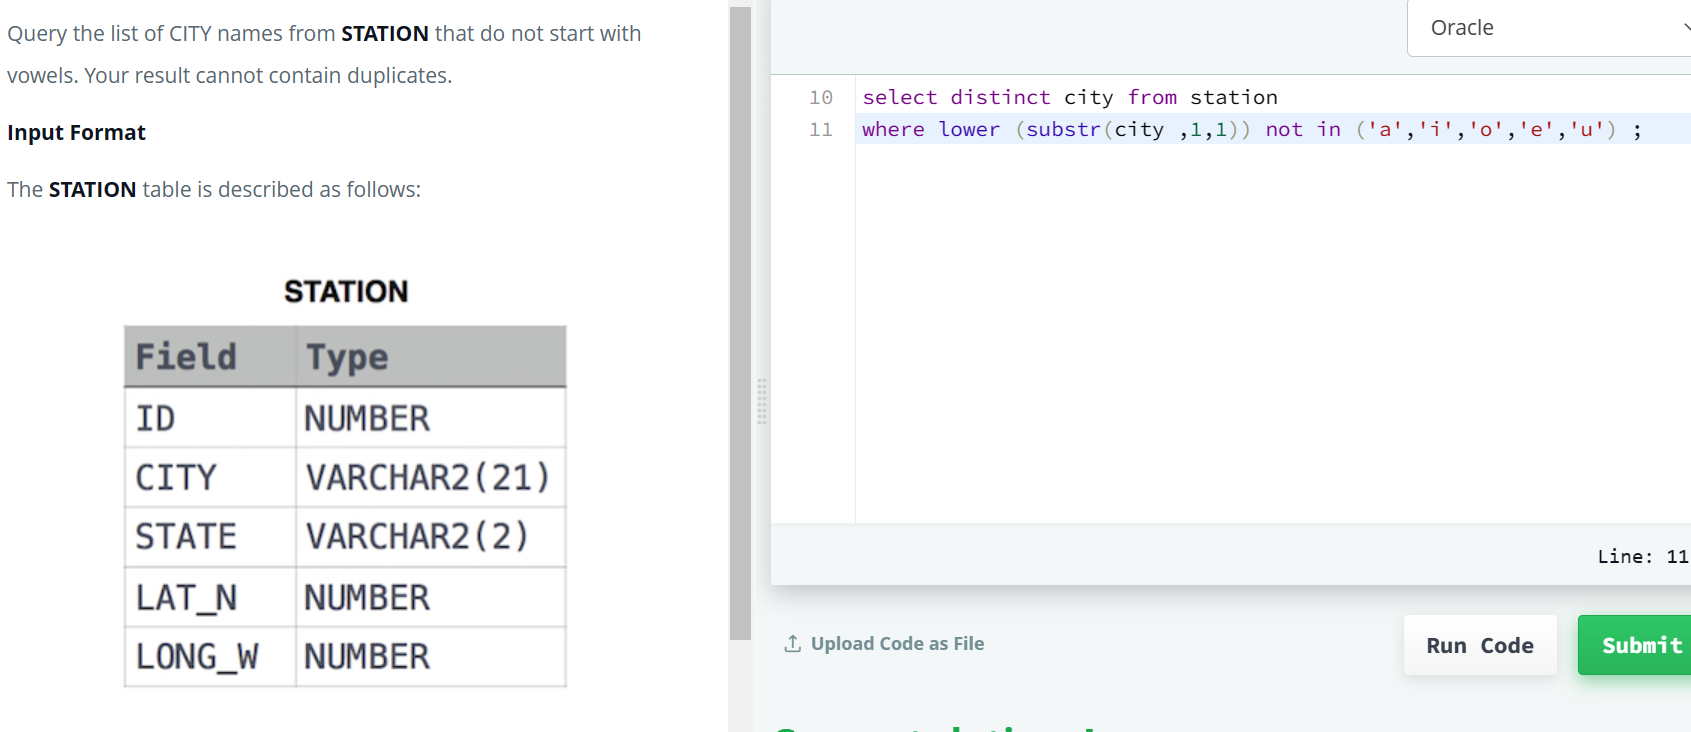 Query the list of CITY names from STATION that do not start with
vowels. Your result cannot contain duplicates.
Input Format
The STATION table is described as follows:
STATION
Field Type
ID NUMBER
CITY VARCHAR2(21)
STATE VARCHAR2(2)
LAT_N NUMBER
LONG_W NUMBER
Oracle
10 select distinct city from station
11 where lower (substr(city ,1,1)) not in ('a','i','o','e','u') ;
Line: 11
Upload Code as File
Run Code
Submit